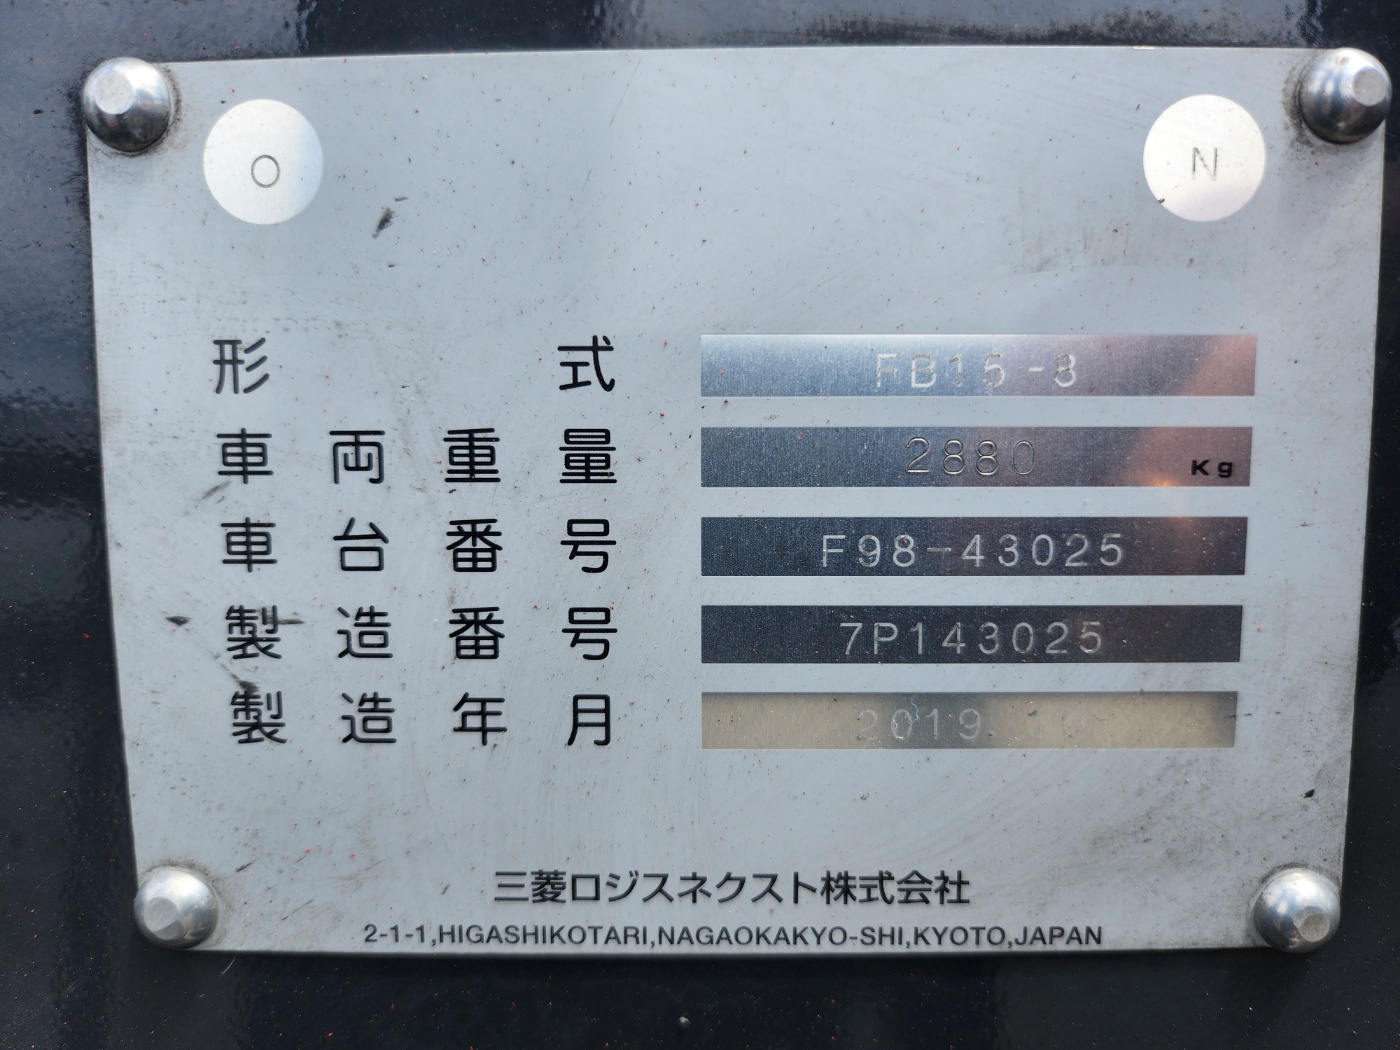 O N
形式 FB15-8
車両重量 2880 Kg
車台番号 F98-43025
製造番号 7P143025
製造年月 2019.
三菱ロジスネクスト株式会社
2-1-1,HIGASHIKOTARI,NAGAOKAKYO-SHI,KYOTO,JAPAN